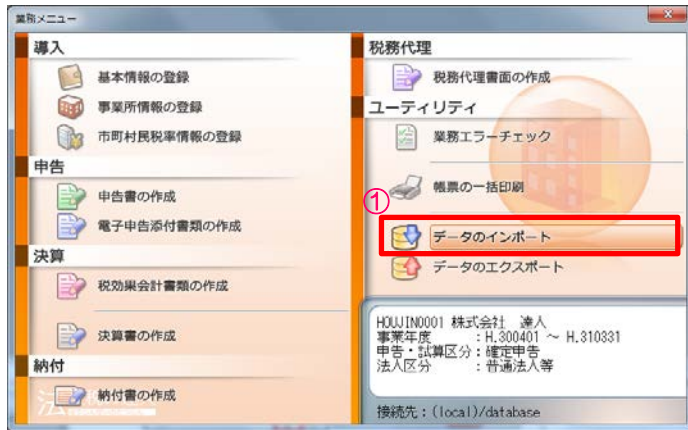 業務メニュー
導入
基本情報の登録
事業所情報の登録
市町村民税率情報の登録
申告
申告書の作成
電子申告添付書類の作成
決算
税効果会計書類の作成
決算書の作成
納付
納付書の作成
税務代理
税務代理書面の作成
ユーティリティ
業務エラーチェック
帳票の一括印刷
①
データのインポート
データのエクスポート
HOUJIN0001 株式会社 達人
事業年度 :H.300401 ~ H.310331
申告・試算区分:確定申告
法人区分 :普通法人等
接続先:(local)/database